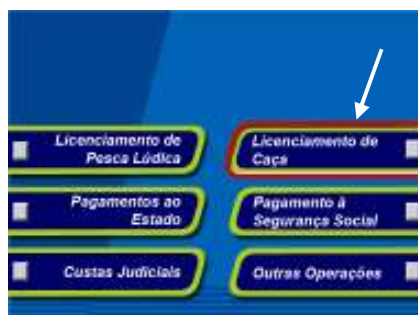 Licenciamento de
Pesca Lúdica
Licenciamento de
Caça
Pagamentos ao
Estado
Pagamento à
Segurança Social
Custas Judiciais
Outras Operações